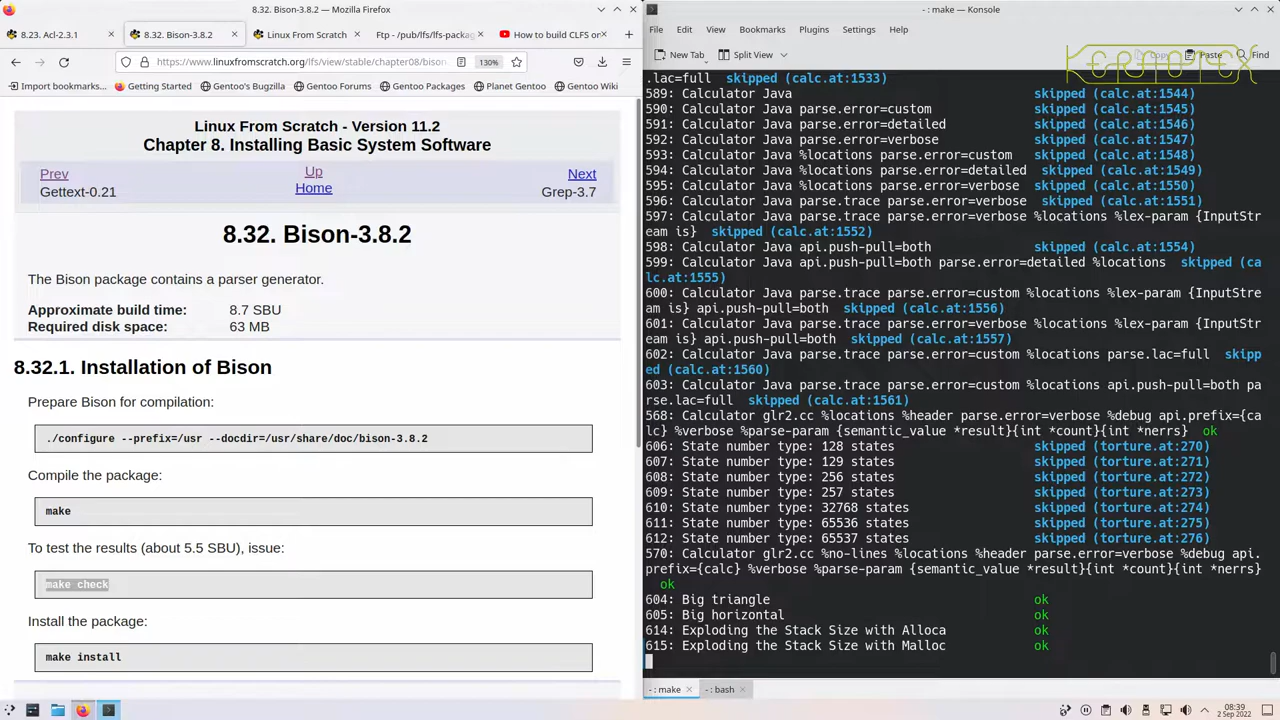 8.32. Bison-3.8.2 — Mozilla Firefox
8.23. Acl-2.3.1
8.32. Bison-3.8.2
Linux From Scratch
Ftp - /pub/lfs/lfs-packag
How to build CLFS on
https://www.linuxfromscratch.org/lfs/view/stable/chapter08/bison
Import bookmarks...
Getting Started
Gentoo's Bugzilla
Gentoo Forums
Gentoo Packages
Planet Gentoo
Gentoo Wiki
Linux From Scratch - Version 11.2
Chapter 8. Installing Basic System Software
Prev
Up
Next
Gettext-0.21
Home
Grep-3.7
8.32. Bison-3.8.2
The Bison package contains a parser generator.
Approximate build time: 8.7 SBU
Required disk space: 63 MB
8.32.1. Installation of Bison
Prepare Bison for compilation:
./configure --prefix=/usr --docdir=/usr/share/doc/bison-3.8.2
Compile the package:
make
To test the results (about 5.5 SBU), issue:
make check
Install the package:
make install
- : make — Konsole
File Edit View Bookmarks Plugins Settings Help
New Tab
Split View
Copy
Paste
Find
KERNOTEX
.lac=full  skipped (calc.at:1533)
589: Calculator Java skipped (calc.at:1544)
590: Calculator Java parse.error=custom skipped (calc.at:1545)
591: Calculator Java parse.error=detailed skipped (calc.at:1546)
592: Calculator Java parse.error=verbose skipped (calc.at:1547)
593: Calculator Java %locations parse.error=custom skipped (calc.at:1548)
594: Calculator Java %locations parse.error=detailed skipped (calc.at:1549)
595: Calculator Java %locations parse.error=verbose skipped (calc.at:1550)
596: Calculator Java parse.trace parse.error=verbose skipped (calc.at:1551)
597: Calculator Java parse.trace parse.error=verbose %locations %lex-param {InputStr
eam is}  skipped (calc.at:1552)
598: Calculator Java api.push-pull=both skipped (calc.at:1554)
599: Calculator Java api.push-pull=both parse.error=detailed %locations  skipped (ca
lc.at:1555)
600: Calculator Java parse.trace parse.error=custom %locations %lex-param {InputStre
am is} api.push-pull=both  skipped (calc.at:1556)
601: Calculator Java parse.trace parse.error=verbose %locations %lex-param {InputStr
eam is} api.push-pull=both  skipped (calc.at:1557)
602: Calculator Java parse.trace parse.error=custom %locations parse.lac=full  skipp
ed (calc.at:1560)
603: Calculator Java parse.trace parse.error=custom %locations api.push-pull=both pa
rse.lac=full  skipped (calc.at:1561)
568: Calculator glr2.cc %locations %header parse.error=verbose %debug api.prefix={ca
lc} %verbose %parse-param {semantic_value *result}{int *count}{int *nerrs}  ok
606: State number type: 128 states skipped (torture.at:270)
607: State number type: 129 states skipped (torture.at:271)
608: State number type: 256 states skipped (torture.at:272)
609: State number type: 257 states skipped (torture.at:273)
610: State number type: 32768 states skipped (torture.at:274)
611: State number type: 65536 states skipped (torture.at:275)
612: State number type: 65537 states skipped (torture.at:276)
570: Calculator glr2.cc %no-lines %locations %header parse.error=verbose %debug api.
prefix={calc} %verbose %parse-param {semantic_value *result}{int *count}{int *nerrs}
ok
604: Big triangle ok
605: Big horizontal ok
614: Exploding the Stack Size with Alloca ok
615: Exploding the Stack Size with Malloc ok
- : make
- : bash
08:39
2 Sep 2022